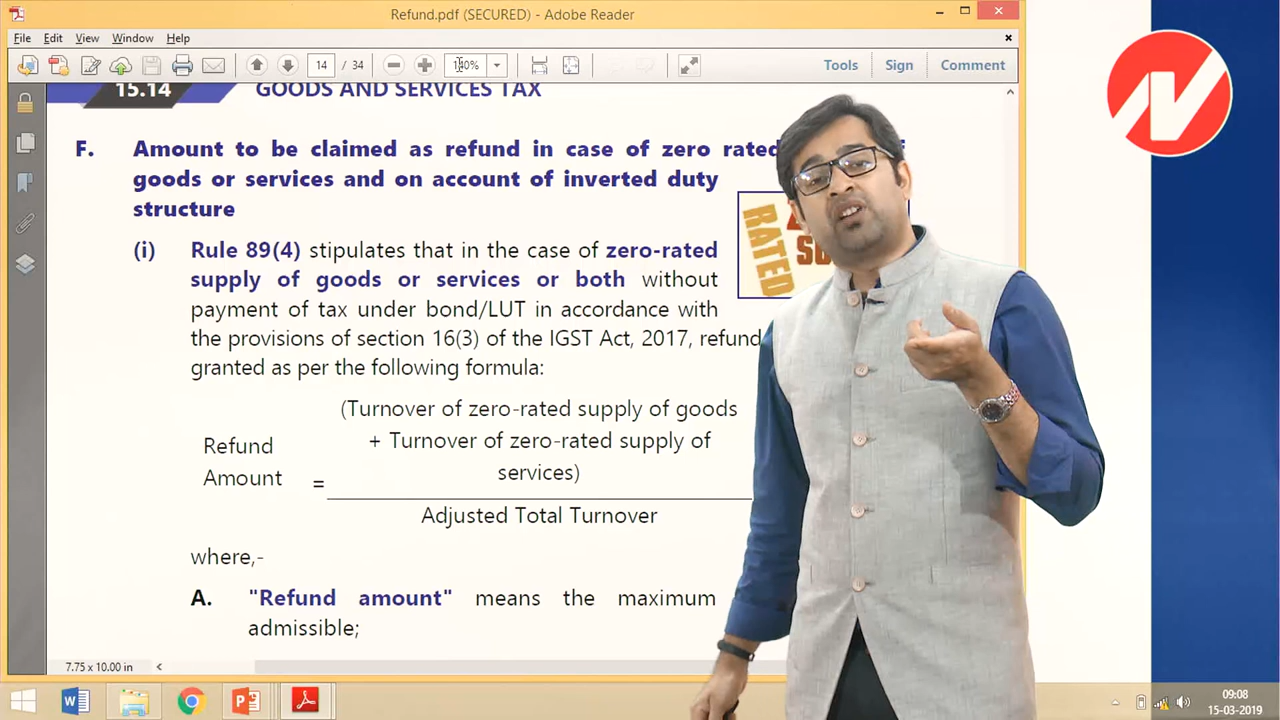 Refund.pdf (SECURED) - Adobe Reader
File Edit View Window Help
14 / 34
Tools Sign Comment
15.14 GOODS AND SERVICES TAX
F. Amount to be claimed as refund in case of zero rated
goods or services and on account of inverted duty
structure
RATED
(i) Rule 89(4) stipulates that in the case of zero-rated
supply of goods or services or both without
payment of tax under bond/LUT in accordance with
the provisions of section 16(3) of the IGST Act, 2017, refund
granted as per the following formula:
(Turnover of zero-rated supply of goods
+ Turnover of zero-rated supply of
services)
Refund
Amount
=
Adjusted Total Turnover
where,-
A. "Refund amount" means the maximum
admissible;
7.75 x 10.00 in
09:08
15-03-2019